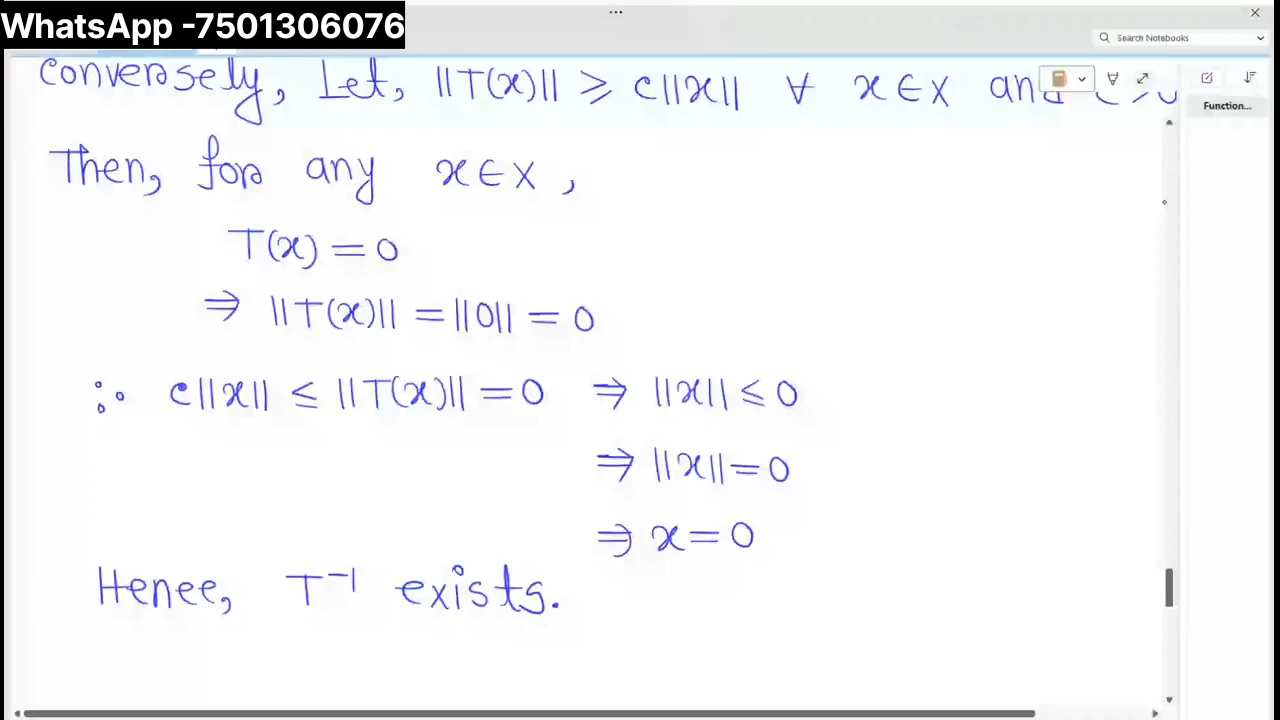 WhatsApp -7501306076
...
Search Notebooks
Function...
conversely, Let, ||T(x)|| ⩾ c||x|| ∀ x∈X and
Then, for any x∈X ,
T(x) = 0
⇒ ||T(x)|| = ||0|| = 0
∴ c||x|| ≤ ||T(x)|| = 0 ⇒ ||x|| ≤ 0
⇒ ||x|| = 0
⇒ x = 0
Hence, T⁻¹ exists.